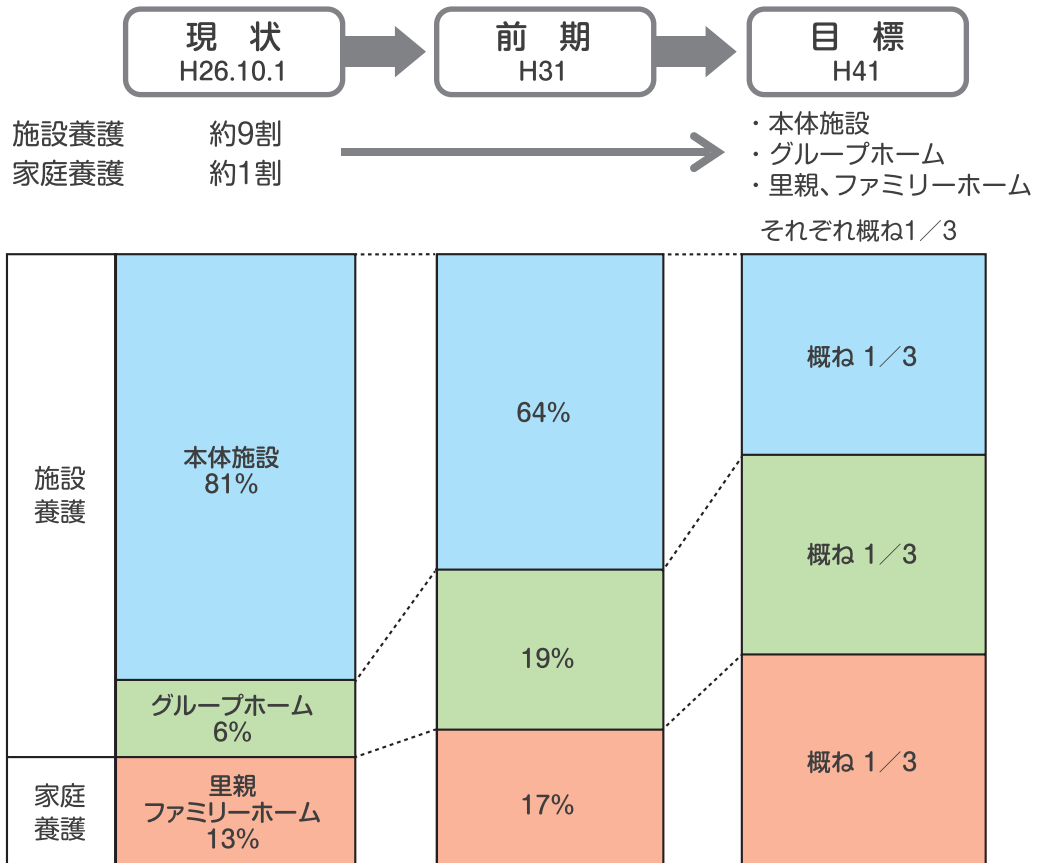 現　状
H26.10.1
前　期
H31
目　標
H41
施設養護　約9割
家庭養護　約1割
・本体施設
・グループホーム
・里親、ファミリーホーム
それぞれ概ね1／3
施設
養護
家庭
養護
本体施設
81%
グループホーム
6%
里親
ファミリーホーム
13%
64%
19%
17%
概ね 1／3
概ね 1／3
概ね 1／3